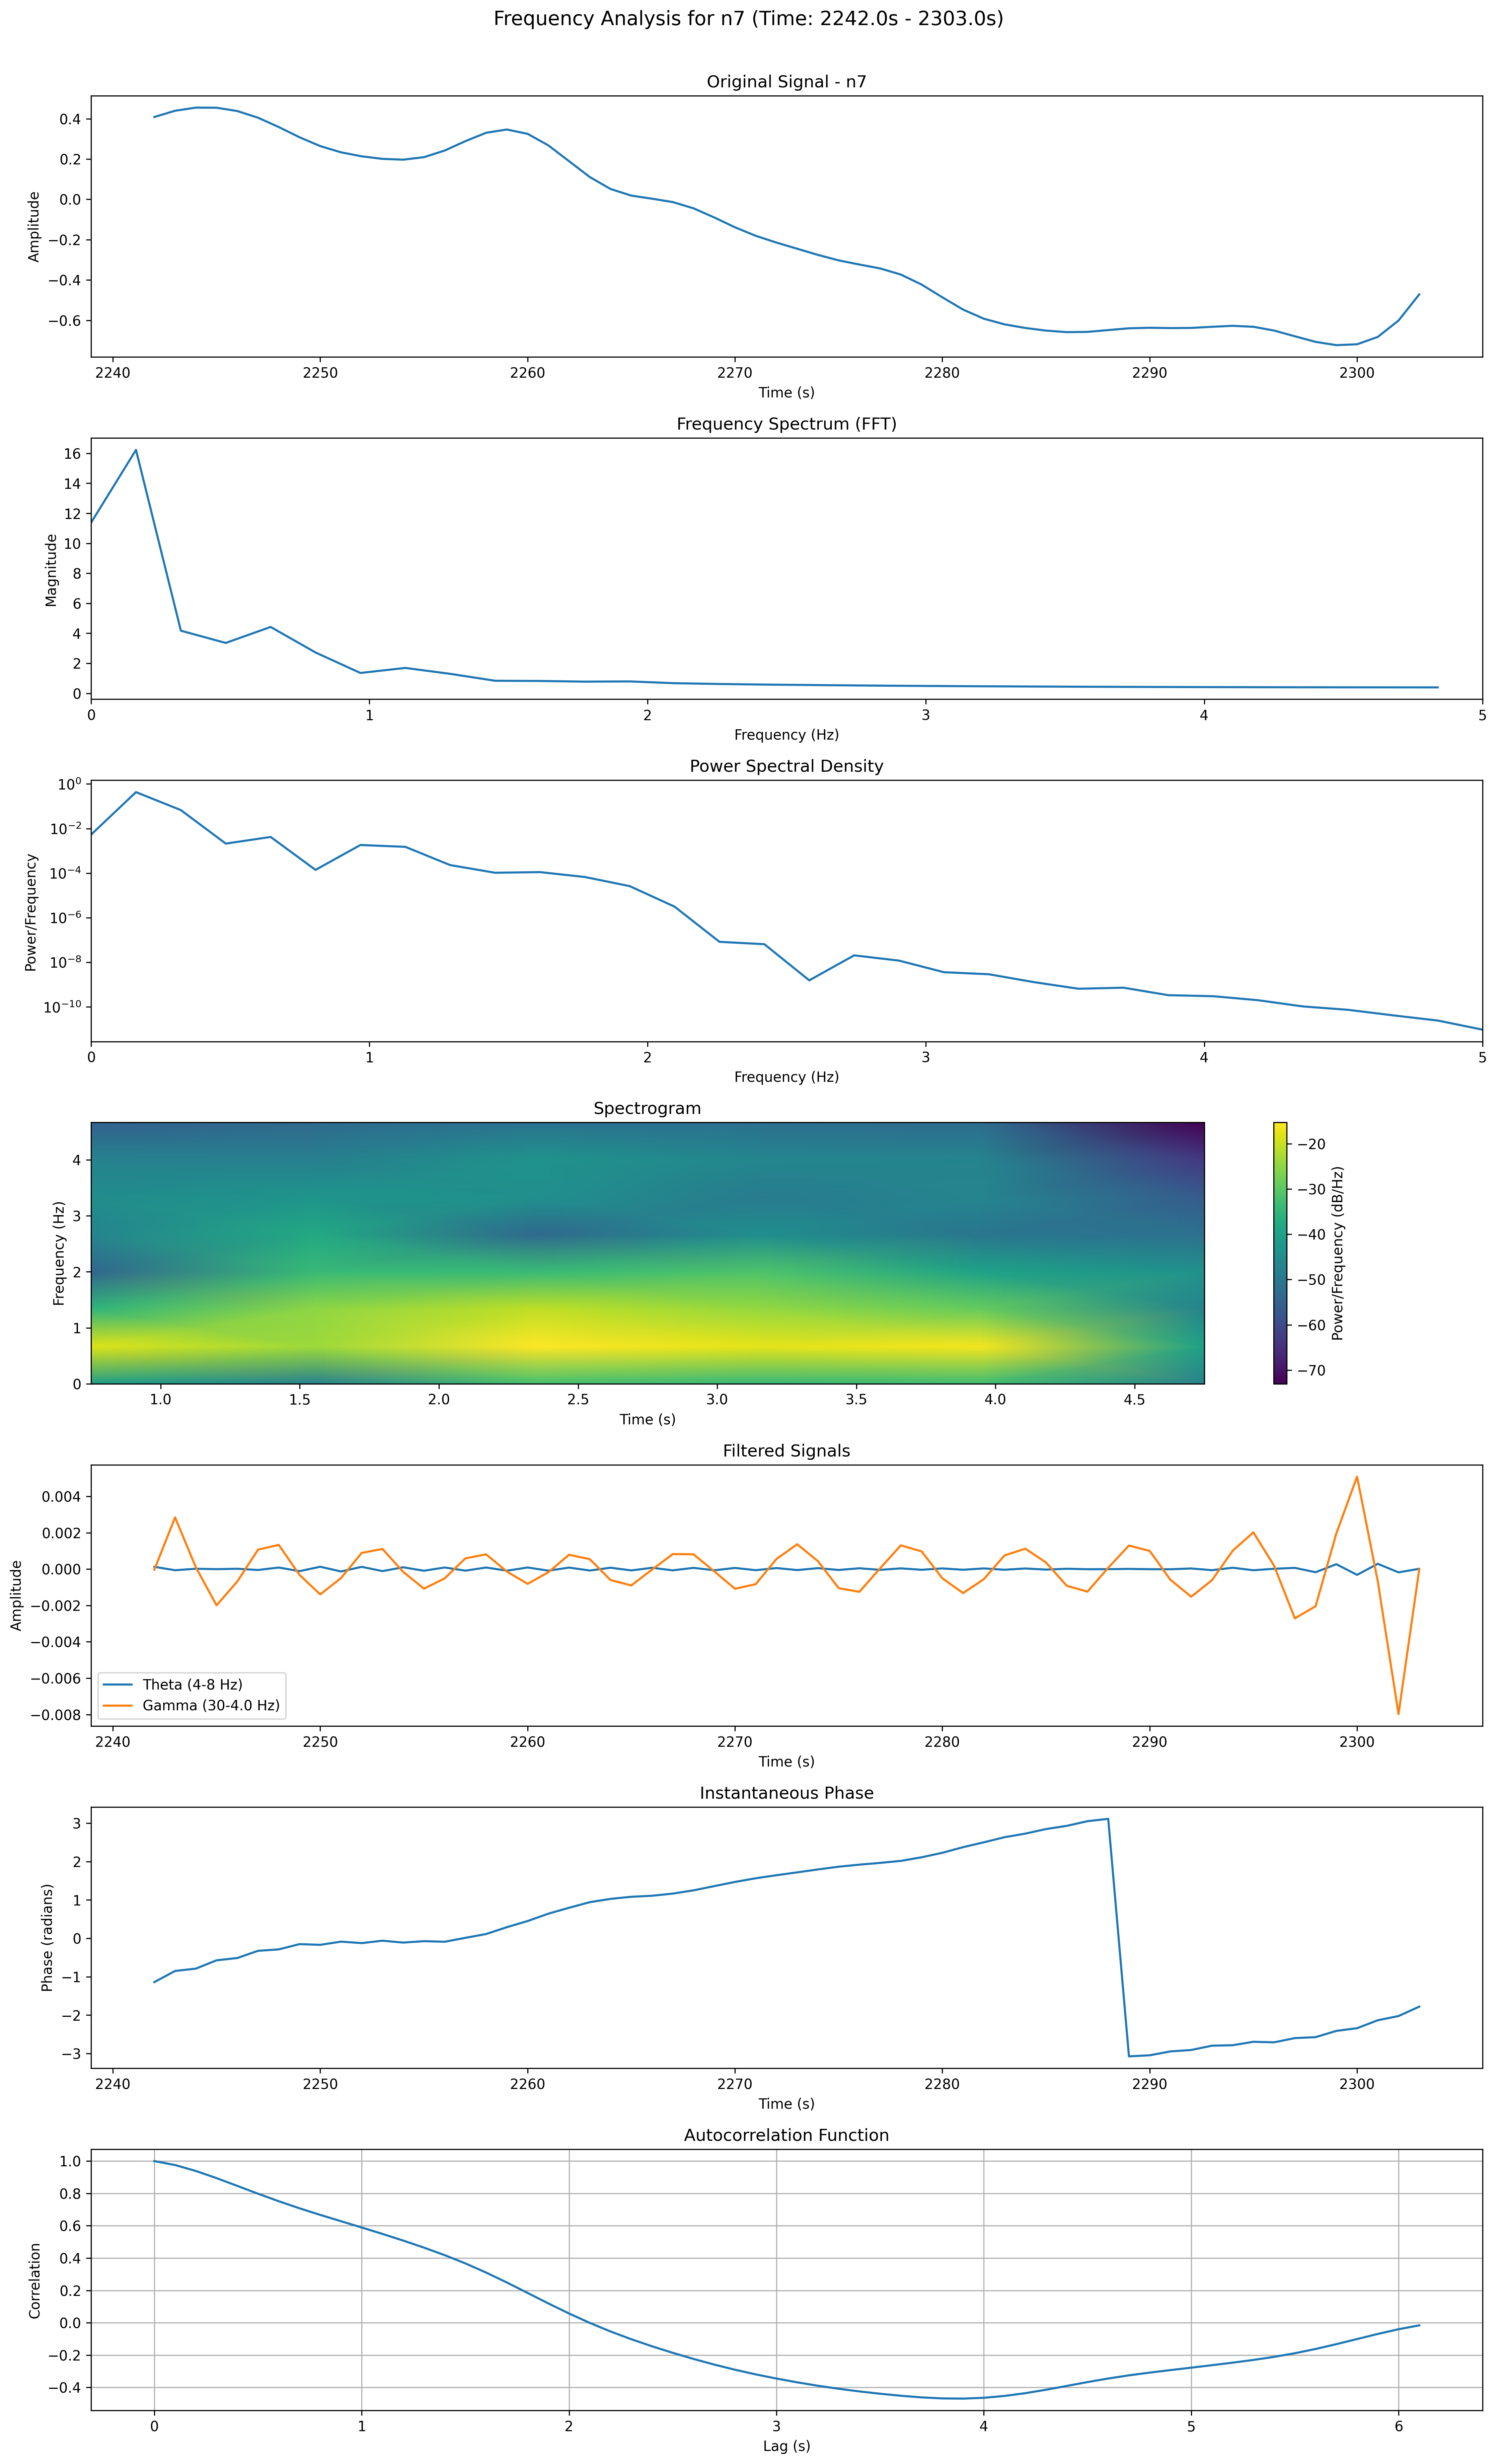 Frequency Analysis for n7 (Time: 2242.0s - 2303.0s)
Original Signal - n7
Amplitude
0.4
0.2
0.0
−0.2
−0.4
−0.6
2240 2250 2260 2270 2280 2290 2300
Time (s)
Frequency Spectrum (FFT)
Magnitude
16
14
12
10
8
6
4
2
0
0 1 2 3 4 5
Frequency (Hz)
Power Spectral Density
Power/Frequency
10⁰
10⁻²
10⁻⁴
10⁻⁶
10⁻⁸
10⁻¹⁰
0 1 2 3 4 5
Frequency (Hz)
Spectrogram
Frequency (Hz)
4
3
2
1
0
1.0 1.5 2.0 2.5 3.0 3.5 4.0 4.5
Time (s)
−20
−30
−40
−50
−60
−70
Power/Frequency (dB/Hz)
Filtered Signals
Amplitude
0.004
0.002
0.000
−0.002
−0.004
−0.006
−0.008
Theta (4-8 Hz)
Gamma (30-4.0 Hz)
2240 2250 2260 2270 2280 2290 2300
Time (s)
Instantaneous Phase
Phase (radians)
3
2
1
0
−1
−2
−3
2240 2250 2260 2270 2280 2290 2300
Time (s)
Autocorrelation Function
Correlation
1.0
0.8
0.6
0.4
0.2
0.0
−0.2
−0.4
0 1 2 3 4 5 6
Lag (s)